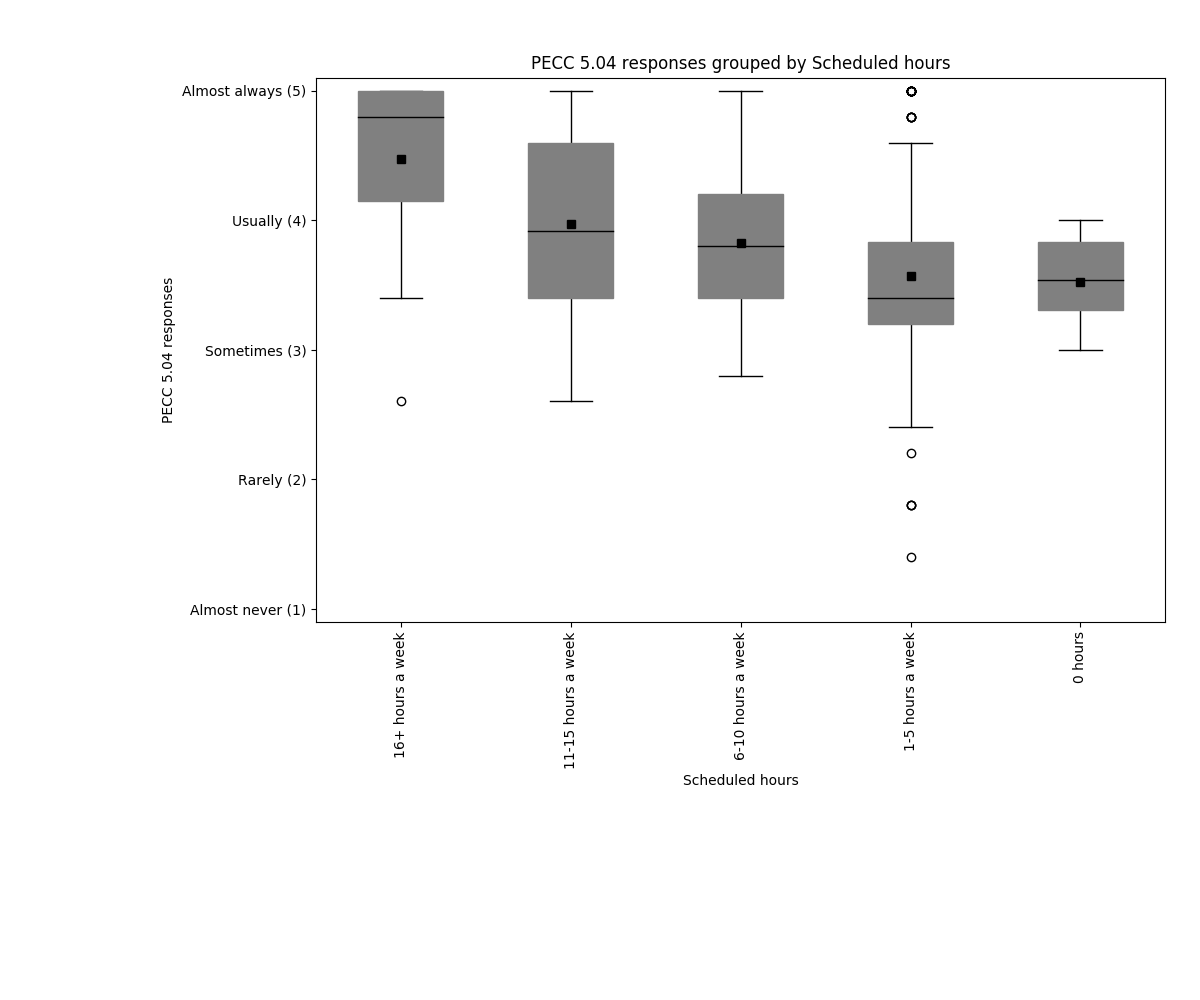 PECC 5.04 responses grouped by Scheduled hours
Almost always (5)
Usually (4)
Sometimes (3)
Rarely (2)
Almost never (1)
PECC 5.04 responses
16+ hours a week
11-15 hours a week
6-10 hours a week
1-5 hours a week
0 hours
Scheduled hours